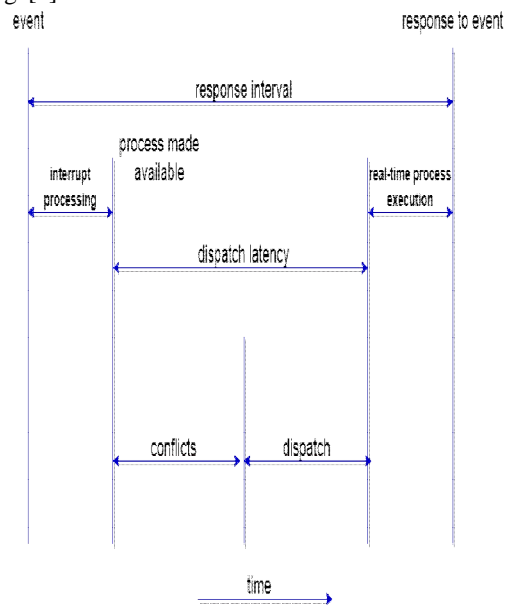 event
response to event
response interval
process made
available
interrupt
processing
real-time process
execution
dispatch latency
conflicts
dispatch
time